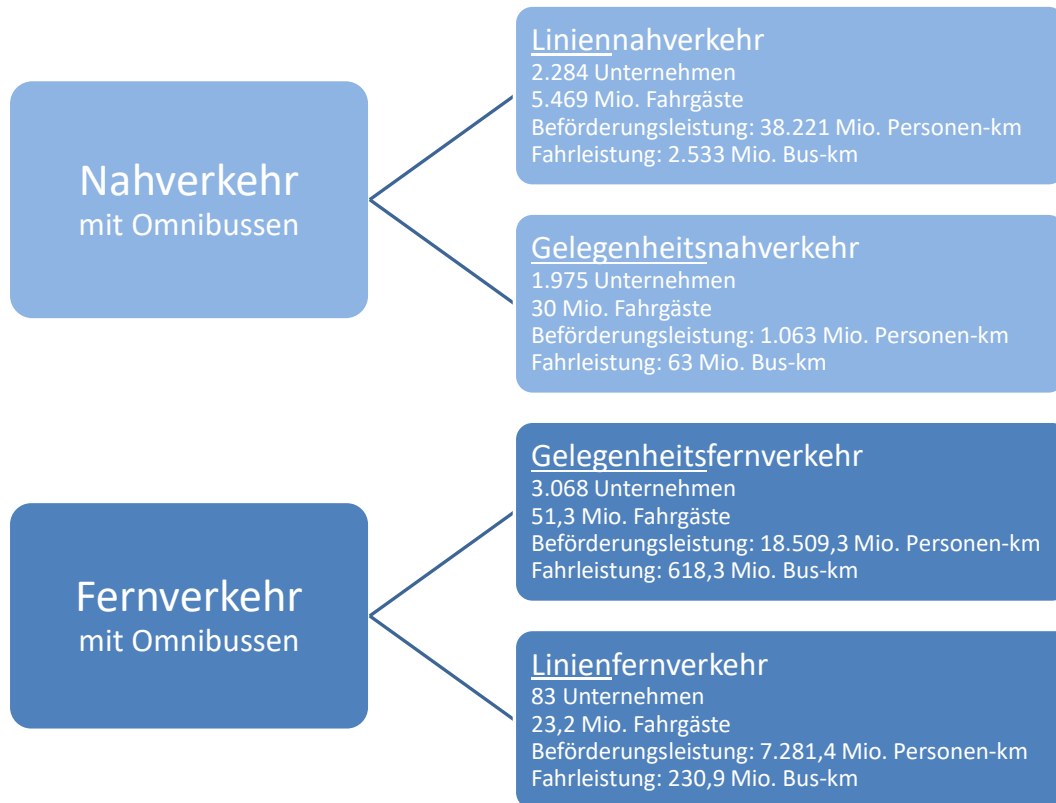 Nahverkehr
mit Omnibussen
Liniennahverkehr
2.284 Unternehmen
5.469 Mio. Fahrgäste
Beförderungsleistung: 38.221 Mio. Personen-km
Fahrleistung: 2.533 Mio. Bus-km
Gelegenheitsnahverkehr
1.975 Unternehmen
30 Mio. Fahrgäste
Beförderungsleistung: 1.063 Mio. Personen-km
Fahrleistung: 63 Mio. Bus-km
Fernverkehr
mit Omnibussen
Gelegenheitsfernverkehr
3.068 Unternehmen
51,3 Mio. Fahrgäste
Beförderungsleistung: 18.509,3 Mio. Personen-km
Fahrleistung: 618,3 Mio. Bus-km
Linienfernverkehr
83 Unternehmen
23,2 Mio. Fahrgäste
Beförderungsleistung: 7.281,4 Mio. Personen-km
Fahrleistung: 230,9 Mio. Bus-km